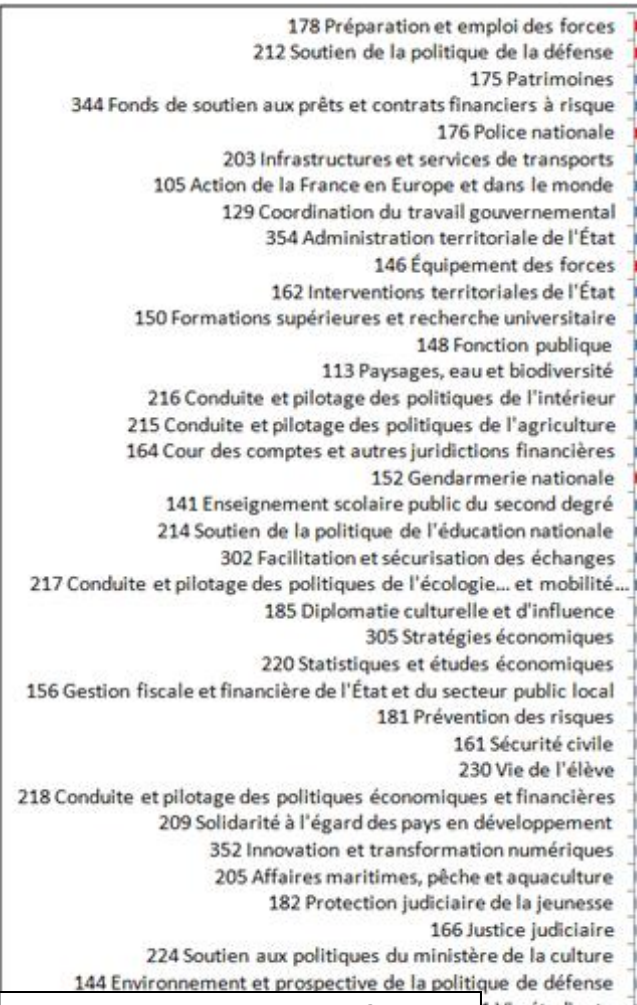 178 Préparation et emploi des forces
212 Soutien de la politique de la défense
175 Patrimoines
344 Fonds de soutien aux prêts et contrats financiers à risque
176 Police nationale
203 Infrastructures et services de transports
105 Action de la France en Europe et dans le monde
129 Coordination du travail gouvernemental
354 Administration territoriale de l'État
146 Équipement des forces
162 Interventions territoriales de l'État
150 Formations supérieures et recherche universitaire
148 Fonction publique
113 Paysages, eau et biodiversité
216 Conduite et pilotage des politiques de l'intérieur
215 Conduite et pilotage des politiques de l'agriculture
164 Cour des comptes et autres juridictions financières
152 Gendarmerie nationale
141 Enseignement scolaire public du second degré
214 Soutien de la politique de l'éducation nationale
302 Facilitation et sécurisation des échanges
217 Conduite et pilotage des politiques de l'écologie... et mobilité...
185 Diplomatie culturelle et d'influence
305 Stratégies économiques
220 Statistiques et études économiques
156 Gestion fiscale et financière de l'État et du secteur public local
181 Prévention des risques
161 Sécurité civile
230 Vie de l'élève
218 Conduite et pilotage des politiques économiques et financières
209 Solidarité à l'égard des pays en développement
352 Innovation et transformation numériques
205 Affaires maritimes, pêche et aquaculture
182 Protection judiciaire de la jeunesse
166 Justice judiciaire
224 Soutien aux politiques du ministère de la culture
144 Environnement et prospective de la politique de défense